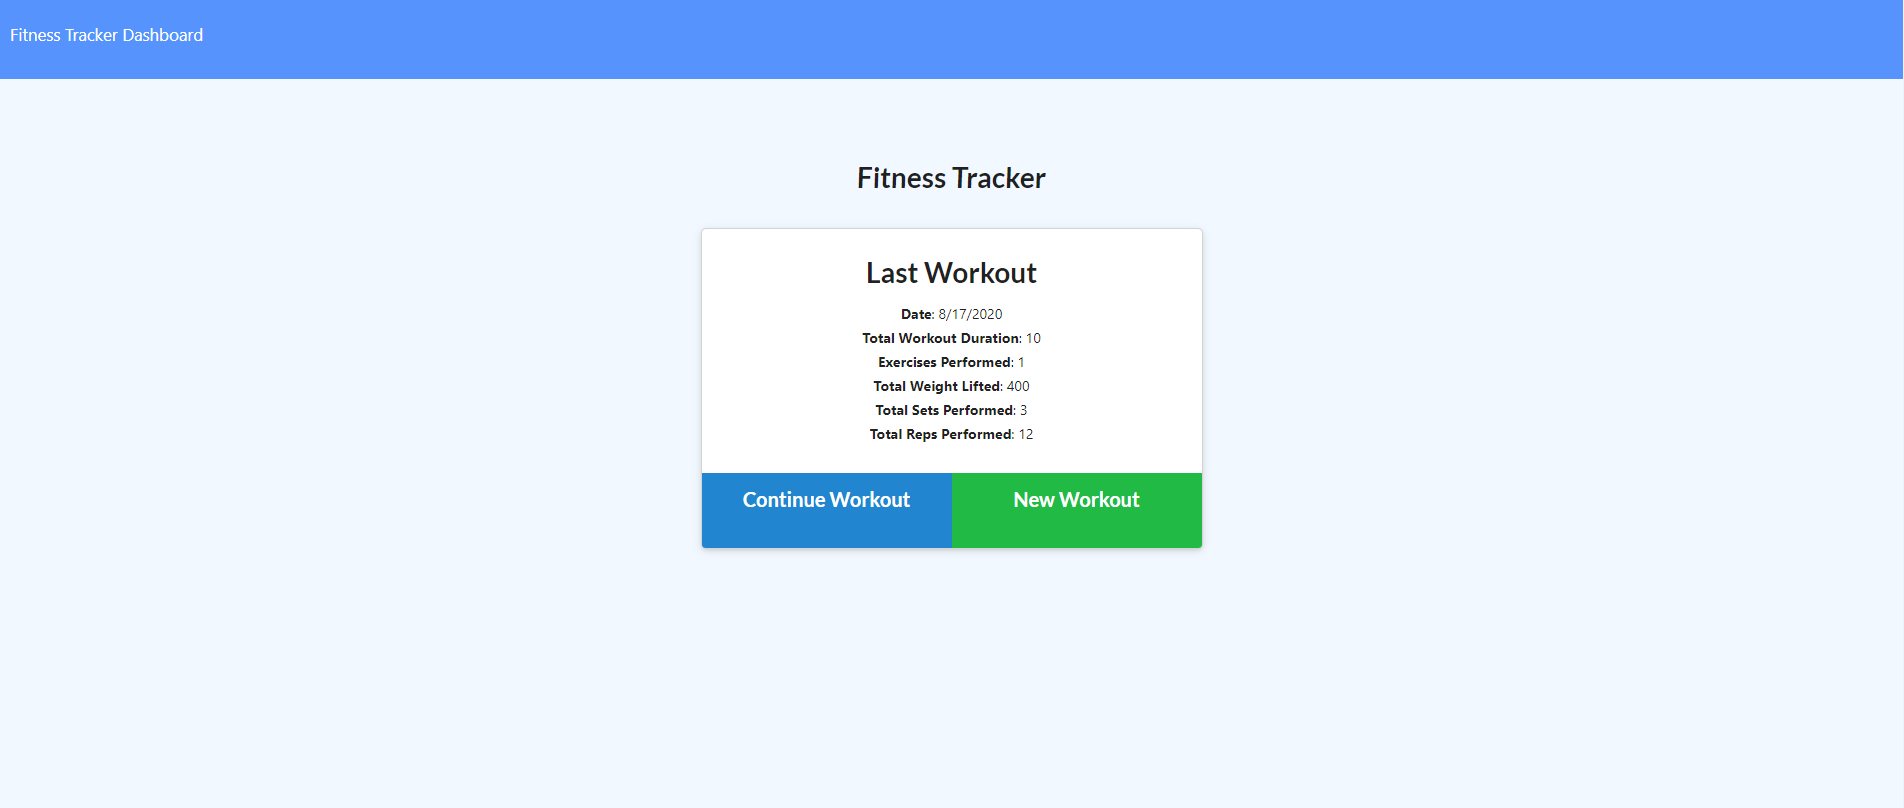 Fitness Tracker Dashboard
Fitness Tracker
Last Workout
Date: 8/17/2020
Total Workout Duration: 10
Exercises Performed: 1
Total Weight Lifted: 400
Total Sets Performed: 3
Total Reps Performed: 12
Continue Workout New Workout